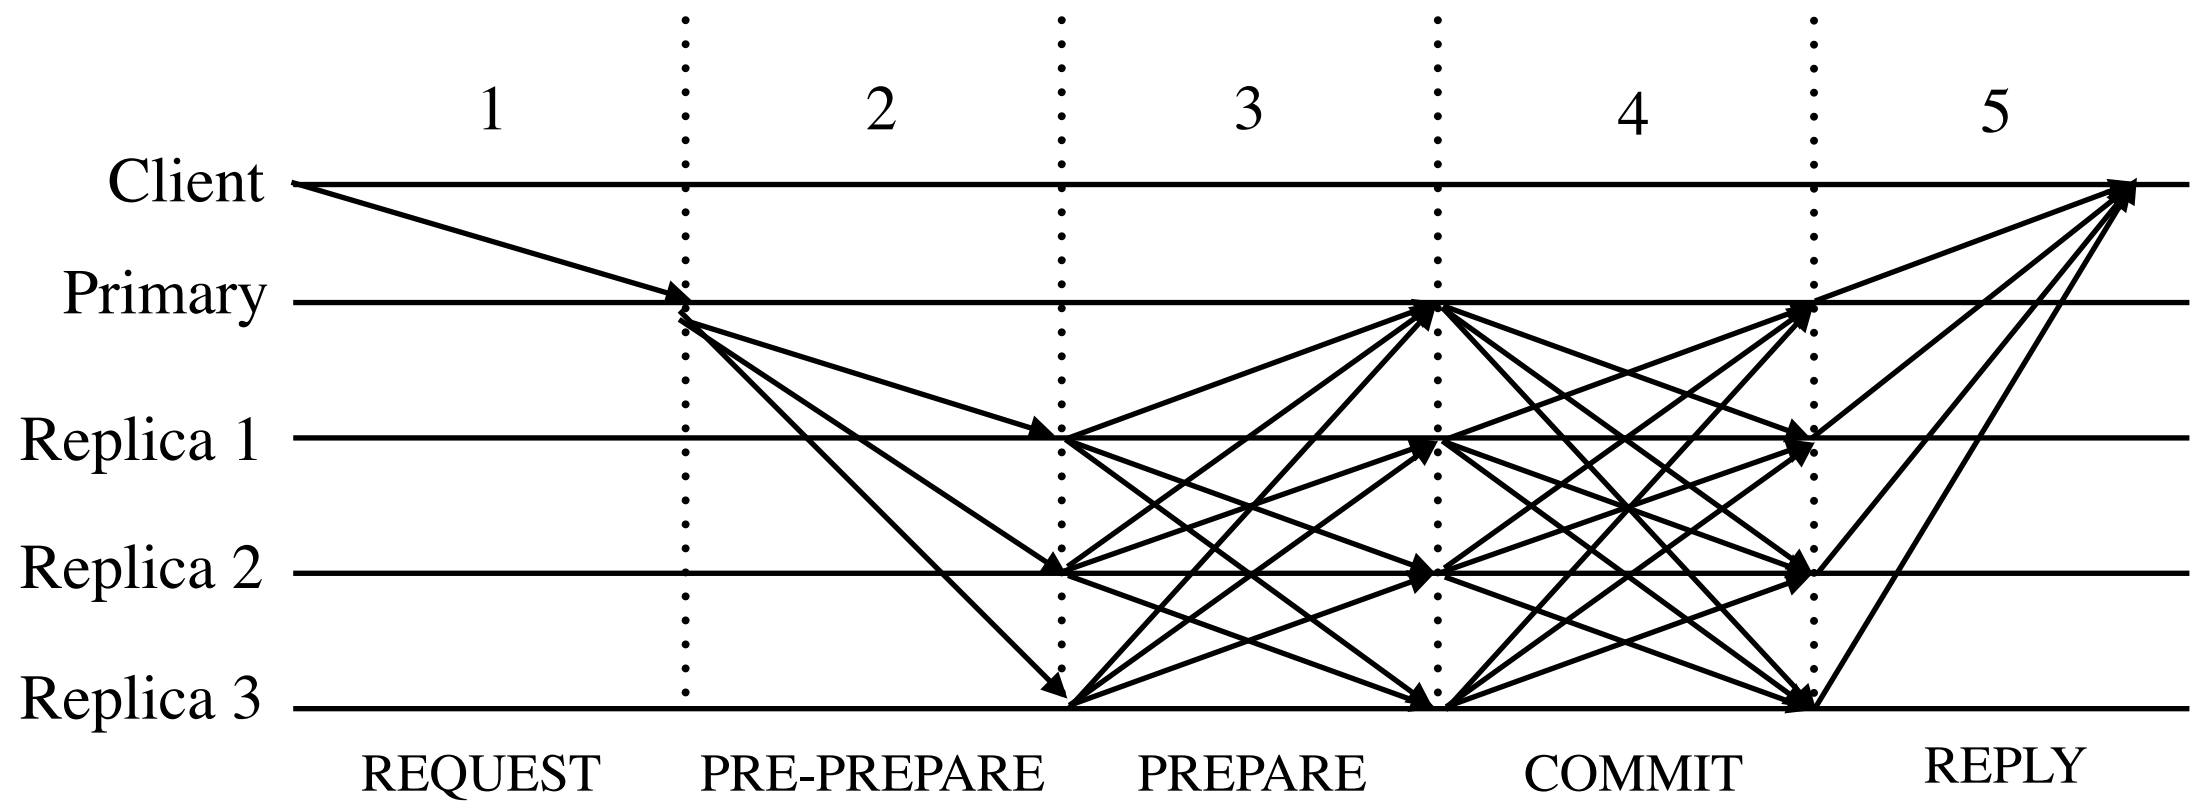 1 2 3 4 5
Client
Primary
Replica 1
Replica 2
Replica 3
REQUEST PRE-PREPARE PREPARE COMMIT REPLY